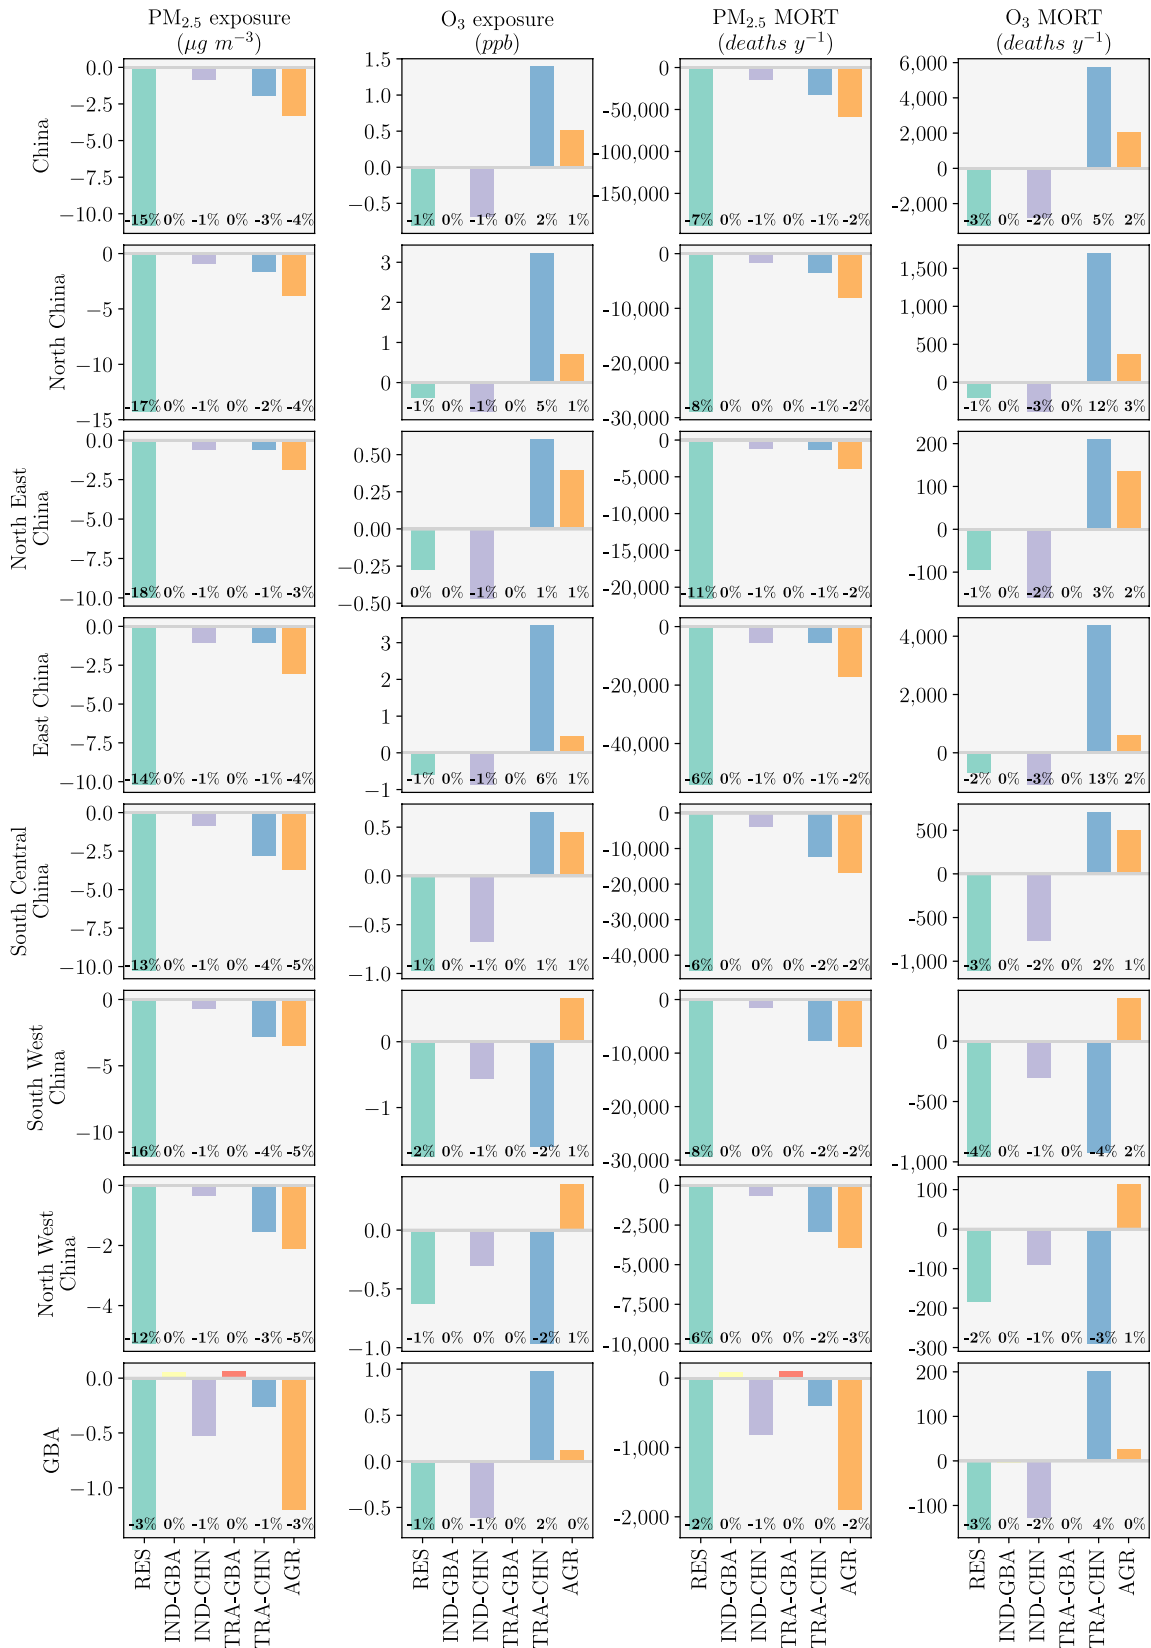 PM₂.₅ exposure
(μg m⁻³)
O₃ exposure
(ppb)
PM₂.₅ MORT
(deaths y⁻¹)
O₃ MORT
(deaths y⁻¹)
China
0.0
−2.5
−5.0
−7.5
−10.0
-15% 0% -1% 0% -3% -4%
1.5
1.0
0.5
0.0
−0.5
-1% 0% -1% 0% 2% 1%
0
-50,000
-100,000
-150,000
-7% 0% -1% 0% -1% -2%
6,000
4,000
2,000
0
-2,000
-3% 0% -2% 0% 5% 2%
North China
0
−5
−10
−15
-17% 0% -1% 0% -2% -4%
3
2
1
0
-1% 0% -1% 0% 5% 1%
0
-10,000
-20,000
-30,000
-8% 0% -1% 0% -1% -2%
1,500
1,000
500
0
-1% 0% -3% 0% 12% 3%
North East
China
0.0
−2.5
−5.0
−7.5
−10.0
-18% 0% -1% 0% -1% -3%
0.50
0.25
0.00
−0.25
−0.50
0% 0% -1% 0% 1% 1%
0
-5,000
-10,000
-15,000
-20,000
-11% 0% -1% 0% -1% -2%
200
100
0
-100
-1% 0% -2% 0% 3% 2%
East China
0.0
−2.5
−5.0
−7.5
−10.0
-14% 0% -1% 0% -1% -4%
3
2
1
0
−1
-1% 0% -1% 0% 6% 1%
0
-20,000
-40,000
-6% 0% -1% 0% -1% -2%
4,000
2,000
0
-2% 0% -3% 0% 13% 2%
South Central
China
0.0
−2.5
−5.0
−7.5
−10.0
-13% 0% -1% 0% -4% -5%
0.5
0.0
−0.5
−1.0
-1% 0% -1% 0% 1% 1%
0
-10,000
-20,000
-30,000
-40,000
-6% 0% -1% 0% -2% -2%
500
0
-500
-1,000
-3% 0% -2% 0% 2% 1%
South West
China
0
−5
−10
-16% 0% -1% 0% -4% -5%
0
−1
-2% 0% -1% 0% -2% 1%
0
-10,000
-20,000
-30,000
-8% 0% -1% 0% -2% -2%
0
-500
-1,000
-4% 0% -1% 0% -4% 2%
North West
China
0
−2
−4
-12% 0% -1% 0% -3% -5%
0.0
−0.5
−1.0
-1% 0% 0% 0% -2% 1%
0
-2,500
-5,000
-7,500
-10,000
-6% 0% -1% 0% -2% -3%
100
0
-100
-200
-300
-2% 0% -1% 0% -3% 1%
GBA
0.0
−0.5
−1.0
-3% 0% -1% 0% -1% -3%
1.0
0.5
0.0
−0.5
-1% 0% -1% 0% 2% 0%
0
-1,000
-2,000
-2% 0% -1% 0% 0% -2%
200
100
0
-100
-3% 0% -2% 0% 4% 0%
RES IND-GBA IND-CHN TRA-GBA TRA-CHN AGR
RES IND-GBA IND-CHN TRA-GBA TRA-CHN AGR
RES IND-GBA IND-CHN TRA-GBA TRA-CHN AGR
RES IND-GBA IND-CHN TRA-GBA TRA-CHN AGR